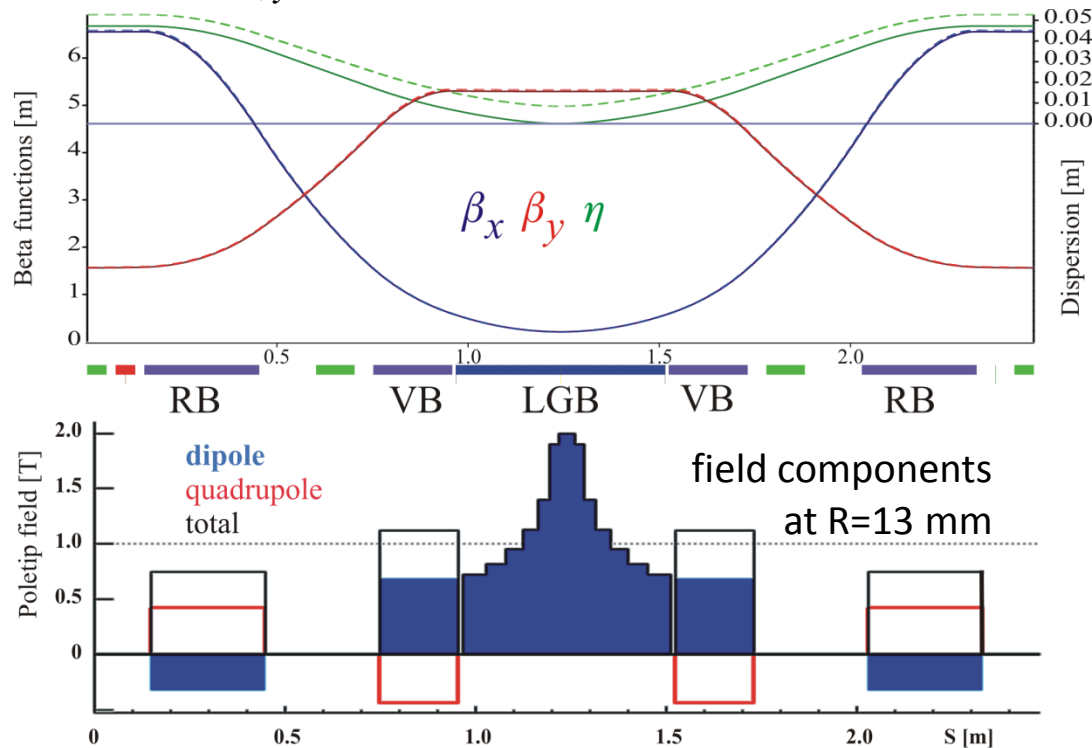 y
Beta functions [m]
6
5
4
3
2
1
0
0.05
0.04
0.03
0.02
0.01
0.00
Dispersion [m]
βx βy η
0.5
1.0
1.5
2.0
RB
VB
LGB
VB
RB
Poletip field [T]
2.0
1.5
1.0
0.5
0
dipole
quadrupole
total
field components
at R=13 mm
0 0.5 1.0 1.5 2.0 S [m]